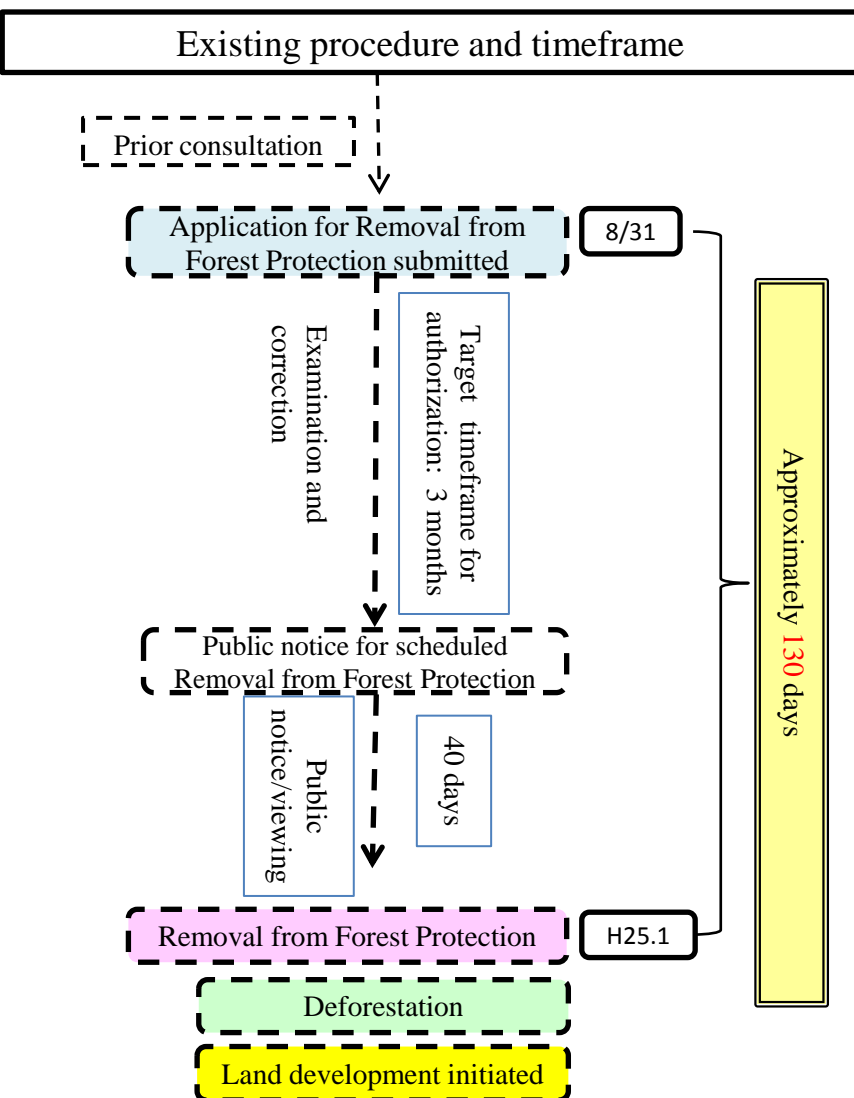 Existing procedure and timeframe
Prior consultation
Application for Removal from
Forest Protection submitted
8/31
Examination and
correction
Target timeframe for
authorization: 3 months
Approximately 130 days
Public notice for scheduled
Removal from Forest Protection
Public
notice/viewing
40 days
Removal from Forest Protection
H25.1
Deforestation
Land development initiated